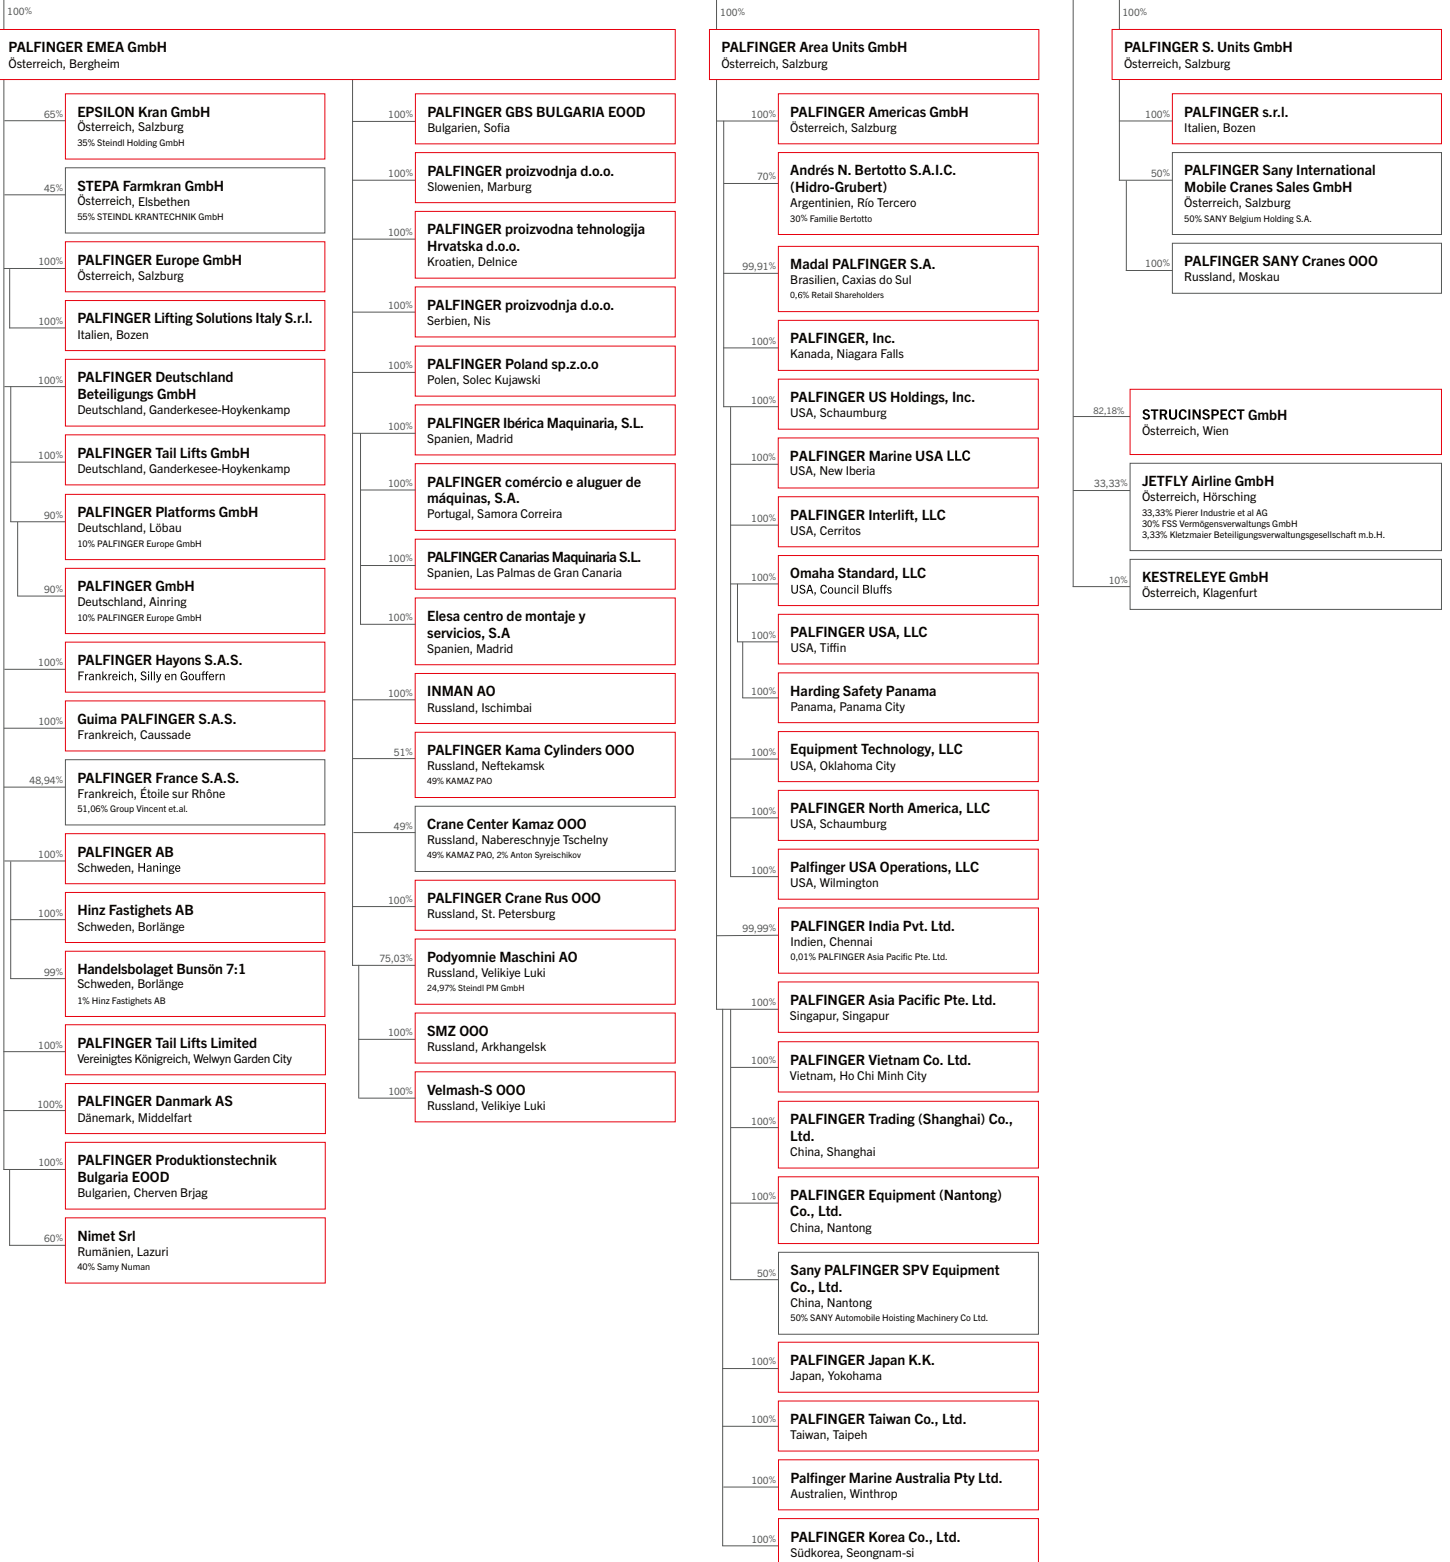 100%
PALFINGER EMEA GmbH
Österreich, Bergheim
65%
EPSILON Kran GmbH
Österreich, Salzburg
35% Steindl Holding GmbH
45%
STEPA Farmkran GmbH
Österreich, Elsbethen
55% STEINDL KRANTECHNIK GmbH
100%
PALFINGER Europe GmbH
Österreich, Salzburg
100%
PALFINGER Lifting Solutions Italy S.r.l.
Italien, Bozen
100%
PALFINGER Deutschland
Beteiligungs GmbH
Deutschland, Ganderkesee-Hoykenkamp
100%
PALFINGER Tail Lifts GmbH
Deutschland, Ganderkesee-Hoykenkamp
90%
PALFINGER Platforms GmbH
Deutschland, Löbau
10% PALFINGER Europe GmbH
90%
PALFINGER GmbH
Deutschland, Ainring
10% PALFINGER Europe GmbH
100%
PALFINGER Hayons S.A.S.
Frankreich, Silly en Gouffern
100%
Guima PALFINGER S.A.S.
Frankreich, Caussade
48,94%
PALFINGER France S.A.S.
Frankreich, Étoile sur Rhône
51,06% Group Vincent et.al.
100%
PALFINGER AB
Schweden, Haninge
100%
Hinz Fastighets AB
Schweden, Borlänge
99%
Handelsbolaget Bunsön 7:1
Schweden, Borlänge
1% Hinz Fastighets AB
100%
PALFINGER Tail Lifts Limited
Vereinigtes Königreich, Welwyn Garden City
100%
PALFINGER Danmark AS
Dänemark, Middelfart
100%
PALFINGER Produktionstechnik
Bulgaria EOOD
Bulgarien, Cherven Brjag
60%
Nimet Srl
Rumänien, Lazuri
40% Samy Numan
100%
PALFINGER GBS BULGARIA EOOD
Bulgarien, Sofia
100%
PALFINGER proizvodnja d.o.o.
Slowenien, Marburg
100%
PALFINGER proizvodna tehnologija
Hrvatska d.o.o.
Kroatien, Delnice
100%
PALFINGER proizvodnja d.o.o.
Serbien, Nis
100%
PALFINGER Poland sp.z.o.o
Polen, Solec Kujawski
100%
PALFINGER Ibérica Maquinaria, S.L.
Spanien, Madrid
100%
PALFINGER comércio e aluguer de
máquinas, S.A.
Portugal, Samora Correira
100%
PALFINGER Canarias Maquinaria S.L.
Spanien, Las Palmas de Gran Canaria
100%
Elesa centro de montaje y
servicios, S.A
Spanien, Madrid
100%
INMAN AO
Russland, Ischimbai
51%
PALFINGER Kama Cylinders OOO
Russland, Neftekamsk
49% KAMAZ PAO
49%
Crane Center Kamaz OOO
Russland, Nabereschnyje Tschelny
49% KAMAZ PAO, 2% Anton Syreischikov
100%
PALFINGER Crane Rus OOO
Russland, St. Petersburg
75,03%
Podyomnie Maschini AO
Russland, Velikiye Luki
24,97% Steindl PM GmbH
100%
SMZ OOO
Russland, Arkhangelsk
100%
Velmash-S OOO
Russland, Velikiye Luki
100%
PALFINGER Area Units GmbH
Österreich, Salzburg
100%
PALFINGER Americas GmbH
Österreich, Salzburg
70%
Andrés N. Bertotto S.A.I.C.
(Hidro-Grubert)
Argentinien, Río Tercero
30% Familie Bertotto
99,91%
Madal PALFINGER S.A.
Brasilien, Caxias do Sul
0,6% Retail Shareholders
100%
PALFINGER, Inc.
Kanada, Niagara Falls
100%
PALFINGER US Holdings, Inc.
USA, Schaumburg
100%
PALFINGER Marine USA LLC
USA, New Iberia
100%
PALFINGER Interlift, LLC
USA, Cerritos
100%
Omaha Standard, LLC
USA, Council Bluffs
100%
PALFINGER USA, LLC
USA, Tiffin
100%
Harding Safety Panama
Panama, Panama City
100%
Equipment Technology, LLC
USA, Oklahoma City
100%
PALFINGER North America, LLC
USA, Schaumburg
100%
Palfinger USA Operations, LLC
USA, Wilmington
99,99%
PALFINGER India Pvt. Ltd.
Indien, Chennai
0,01% PALFINGER Asia Pacific Pte. Ltd.
100%
PALFINGER Asia Pacific Pte. Ltd.
Singapur, Singapur
100%
PALFINGER Vietnam Co. Ltd.
Vietnam, Ho Chi Minh City
100%
PALFINGER Trading (Shanghai) Co.,
Ltd.
China, Shanghai
100%
PALFINGER Equipment (Nantong)
Co., Ltd.
China, Nantong
50%
Sany PALFINGER SPV Equipment
Co., Ltd.
China, Nantong
50% SANY Automobile Hoisting Machinery Co Ltd.
100%
PALFINGER Japan K.K.
Japan, Yokohama
100%
PALFINGER Taiwan Co., Ltd.
Taiwan, Taipeh
100%
Palfinger Marine Australia Pty Ltd.
Australien, Winthrop
100%
PALFINGER Korea Co., Ltd.
Südkorea, Seongnam-si
100%
PALFINGER S. Units GmbH
Österreich, Salzburg
100%
PALFINGER s.r.l.
Italien, Bozen
50%
PALFINGER Sany International
Mobile Cranes Sales GmbH
Österreich, Salzburg
50% SANY Belgium Holding S.A.
100%
PALFINGER SANY Cranes OOO
Russland, Moskau
82,18%
STRUCINSPECT GmbH
Österreich, Wien
33,33%
JETFLY Airline GmbH
Österreich, Hörsching
33,33% Pierer Industrie et al AG
30% FSS Vermögensverwaltungs GmbH
3,33% Kletzmaier Beteiligungsverwaltungsgesellschaft m.b.H.
10%
KESTRELEYE GmbH
Österreich, Klagenfurt